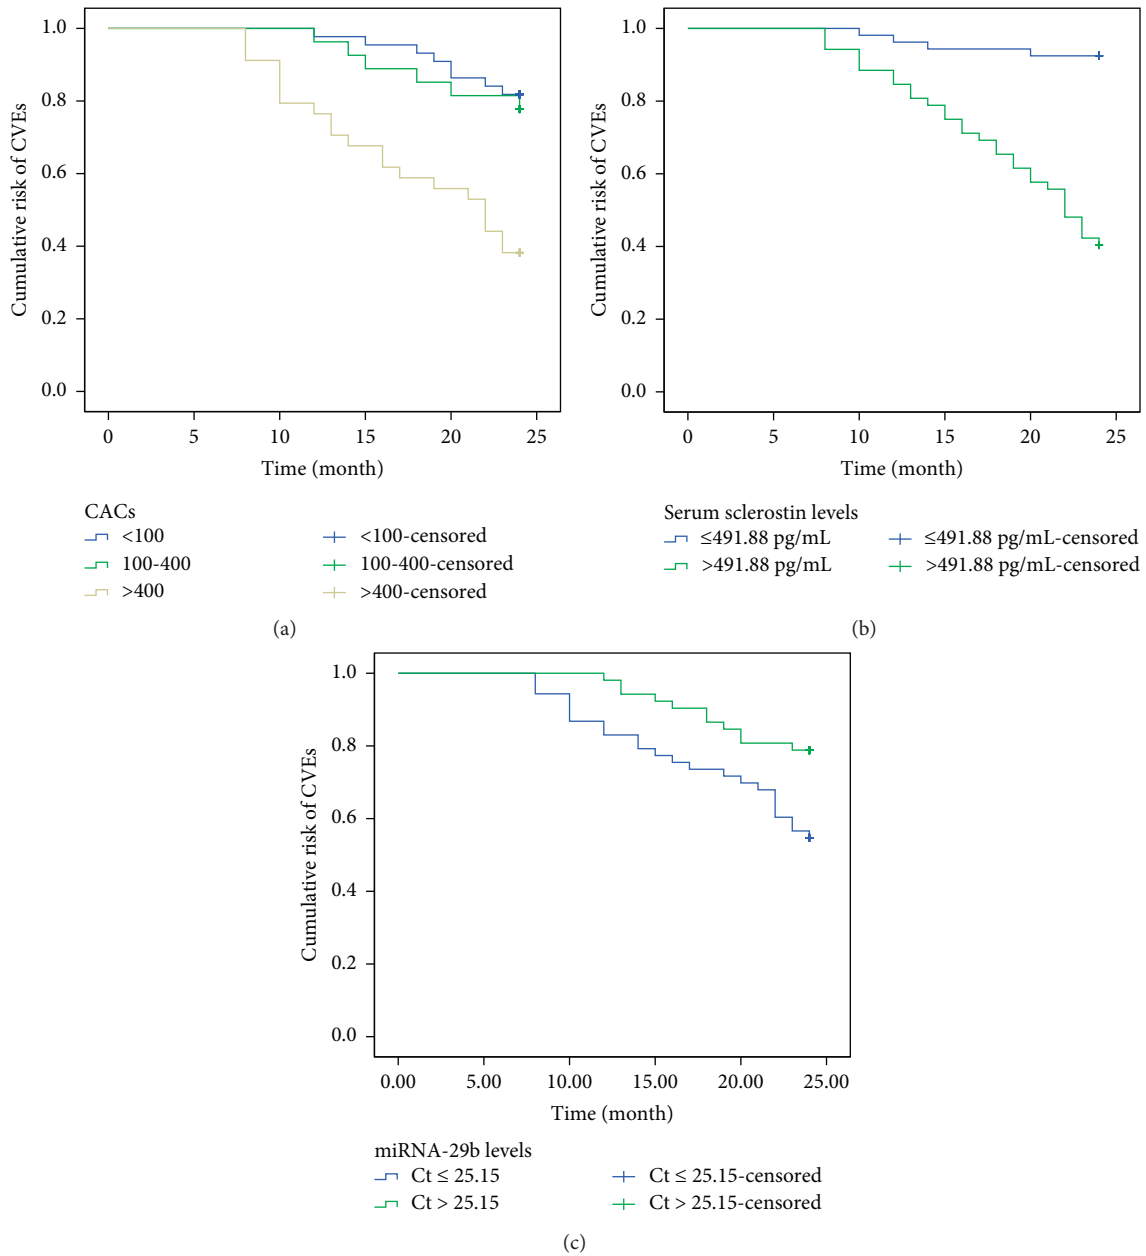 1.0
0.8
0.6
0.4
0.2
0.0
Cumulative risk of CVEs
0 5 10 15 20 25
Time (month)
CACs
<100 <100-censored
100-400 100-400-censored
>400 >400-censored
(a)
1.0
0.8
0.6
0.4
0.2
0.0
Cumulative risk of CVEs
0 5 10 15 20 25
Time (month)
Serum sclerostin levels
≤491.88 pg/mL ≤491.88 pg/mL-censored
>491.88 pg/mL >491.88 pg/mL-censored
(b)
1.0
0.8
0.6
0.4
0.2
0.0
Cumulative risk of CVEs
0.00 5.00 10.00 15.00 20.00 25.00
Time (month)
miRNA-29b levels
Ct ≤ 25.15 Ct ≤ 25.15-censored
Ct > 25.15 Ct > 25.15-censored
(c)